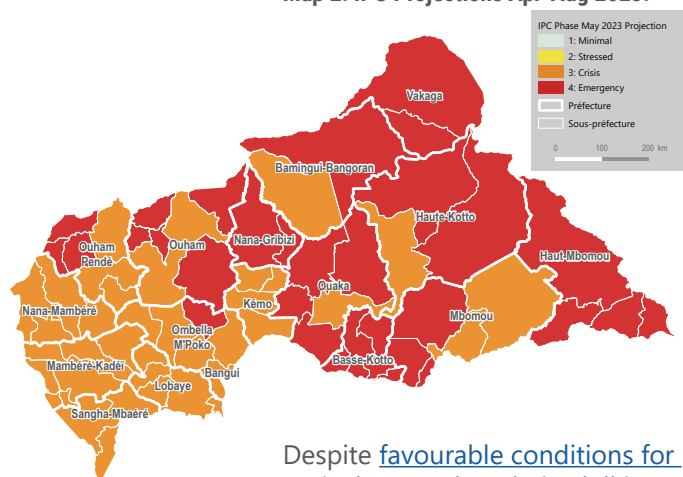 IPC Phase May 2023 Projection
1: Minimal
2: Stressed
3: Crisis
4: Emergency
Préfecture
Sous-préfecture
0 100 200 km
Vakaga
Bamingui-Bangoran
Haute-Kotto
Ouham
Pendé
Ouham
Nana-Gribizi
Haut-Mbomou
Ouaka
Nana-Mambéré
Kémo
Mbomou
Ombella
M'Poko
Basse-Kotto
Mambéré-Kadéï
Bangui
Lobaye
Sangha-Mbaéré
Despite favourable conditions for